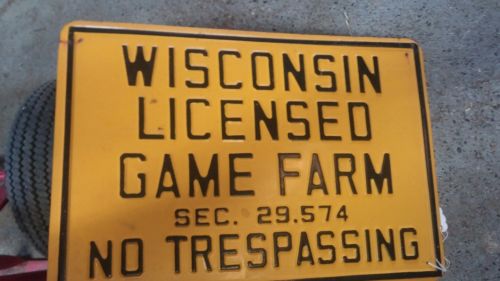 WISCONSIN
LICENSED
GAME FARM
SEC. 29.574
NO TRESPASSING